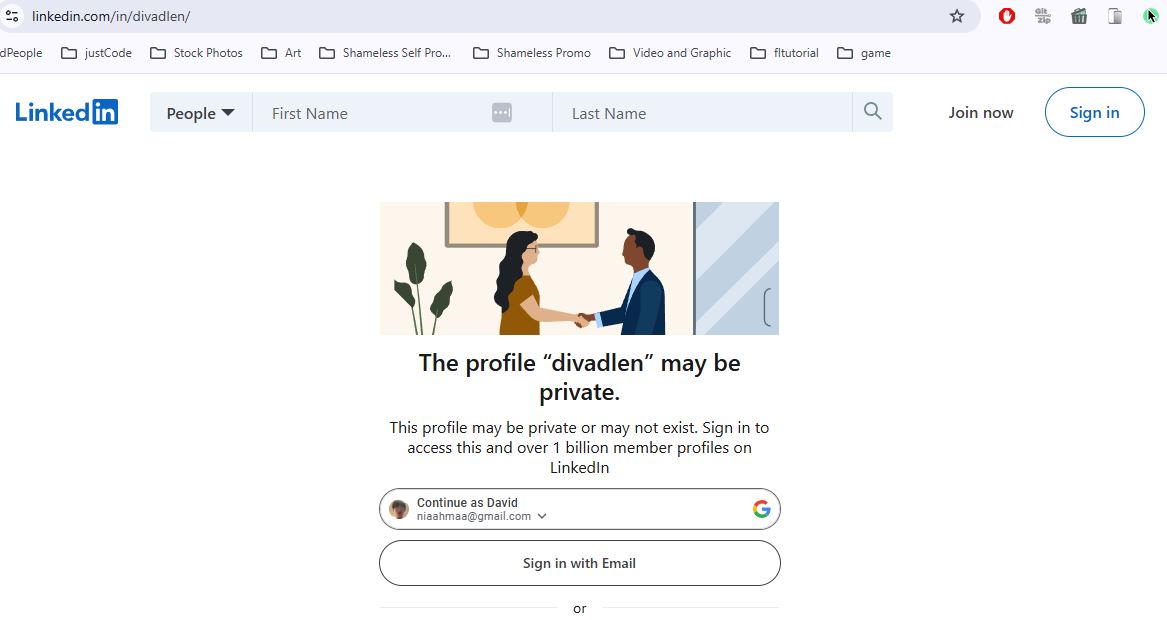 linkedin.com/in/divadlen/
Git
zip
dPeople justCode Stock Photos Art Shameless Self Pro... Shameless Promo Video and Graphic fltutorial game
Linked in People First Name Last Name Join now Sign in
The profile “divadlen” may be
private.
This profile may be private or may not exist. Sign in to
access this and over 1 billion member profiles on
LinkedIn
Continue as David
niaahmaa@gmail.com
Sign in with Email
or